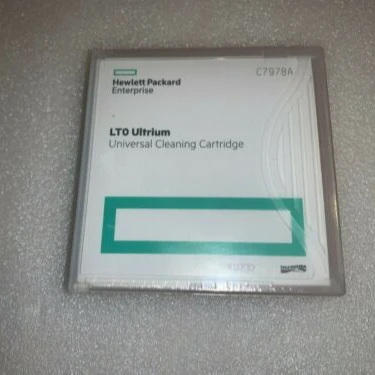 Hewlett Packard
Enterprise
C7978A
LTO Ultrium
Universal Cleaning Cartridge